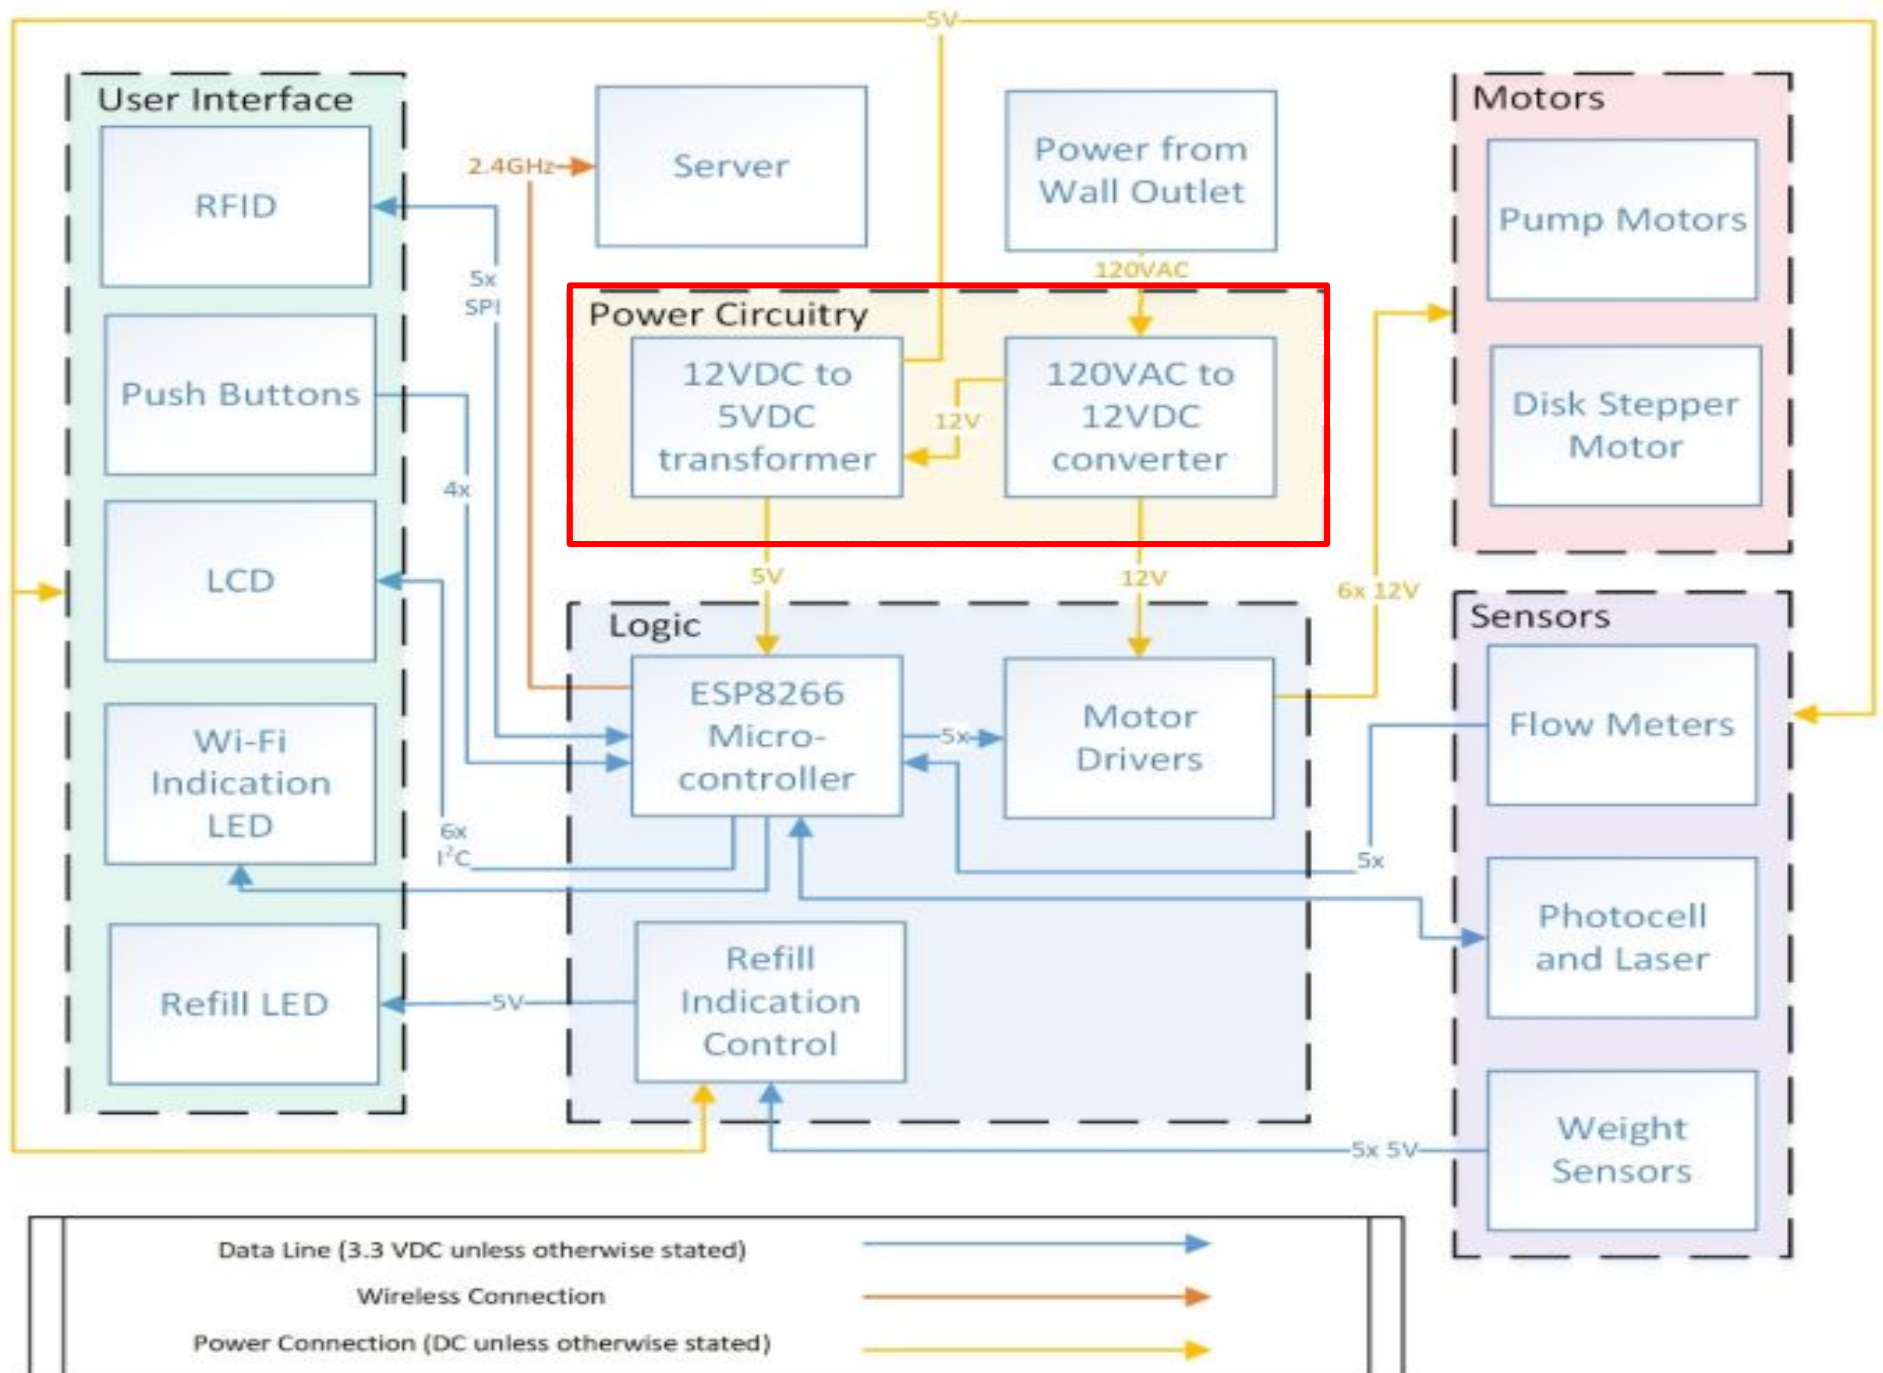 5V
User Interface
RFID
Push Buttons
LCD
Wi-Fi
Indication
LED
Refill LED
5x
SPI
4x
6x
I²C
5V
2.4GHz
Server
Power from
Wall Outlet
120VAC
Power Circuitry
12VDC to
5VDC
transformer
12V
120VAC to
12VDC
converter
5V
12V
Logic
ESP8266
Micro-
controller
5x
Motor
Drivers
Refill
Indication
Control
6x 12V
5x
5x 5V
Motors
Pump Motors
Disk Stepper
Motor
Sensors
Flow Meters
Photocell
and Laser
Weight
Sensors
Data Line (3.3 VDC unless otherwise stated)
Wireless Connection
Power Connection (DC unless otherwise stated)